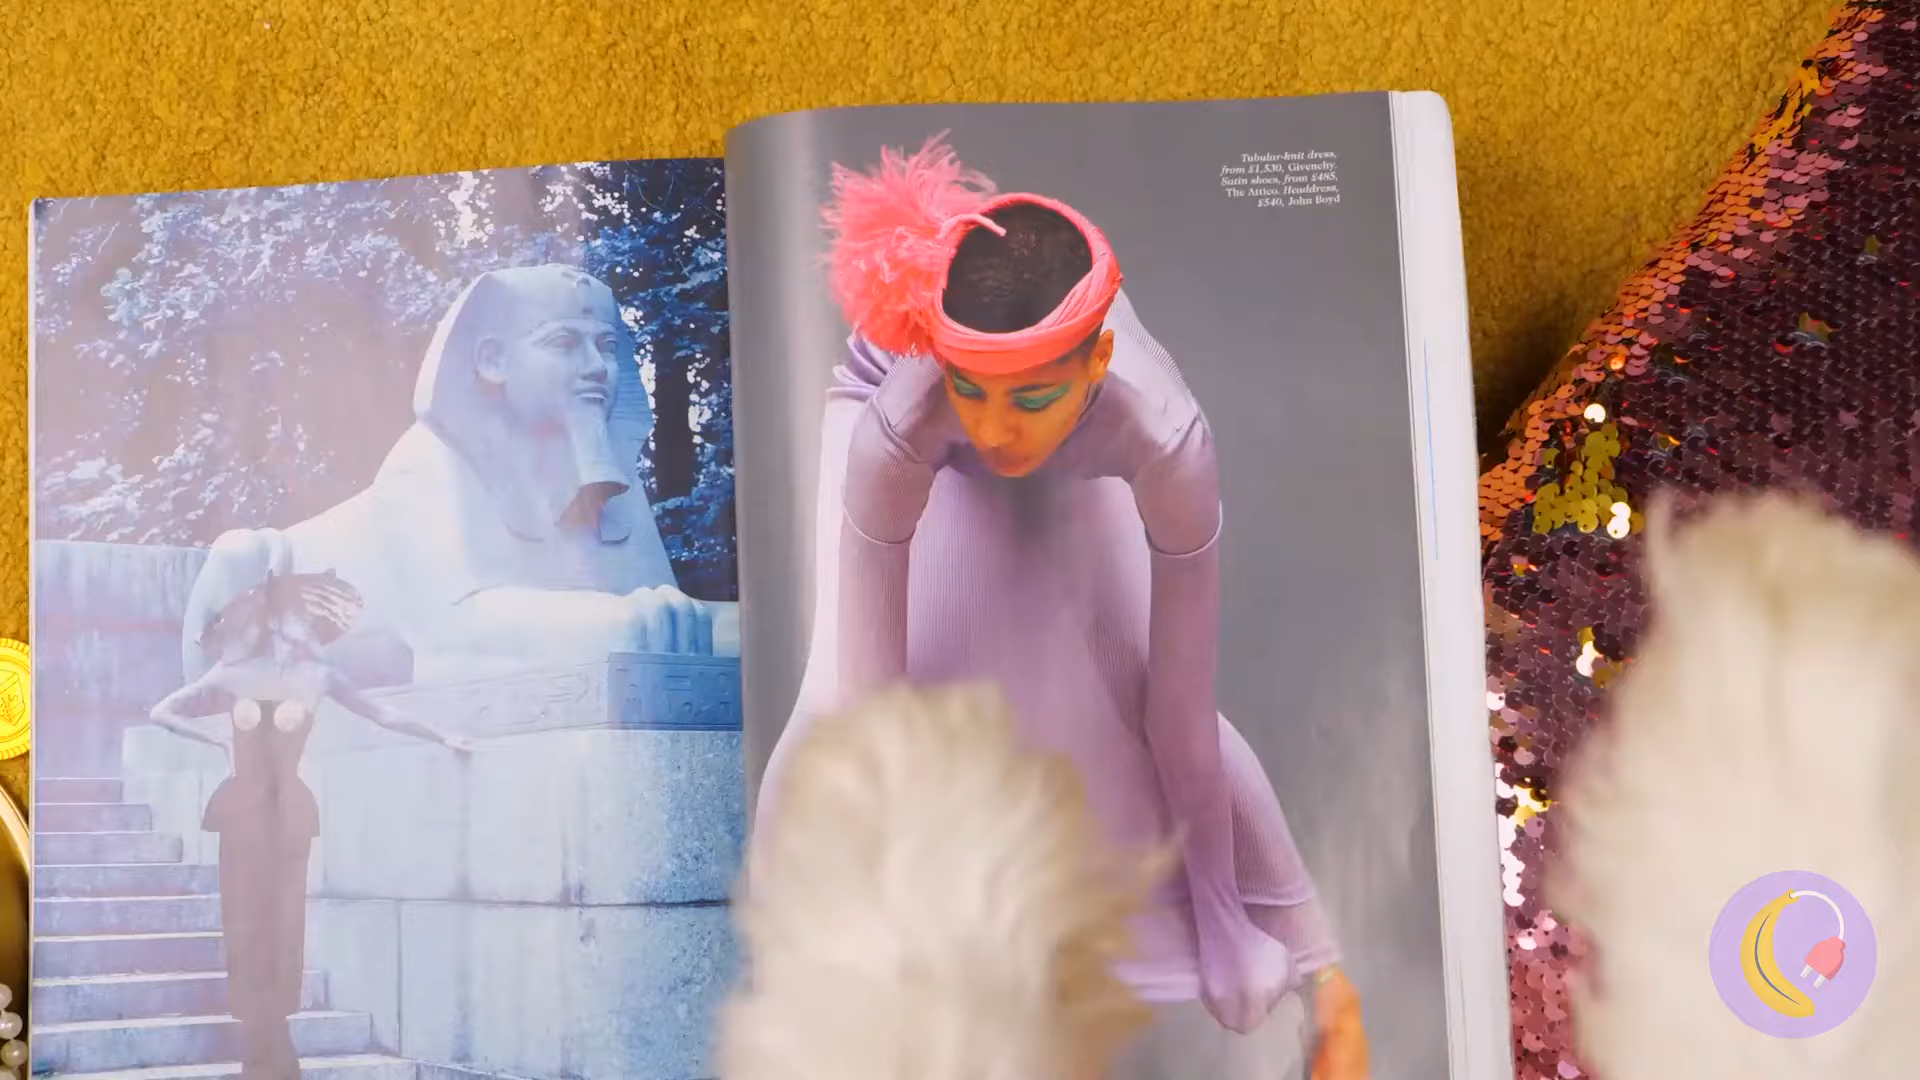 Tubular-knit dress,
from £1,530, Givenchy.
Satin shoes, from £485,
The Attico. Headdress,
£540, John Boyd